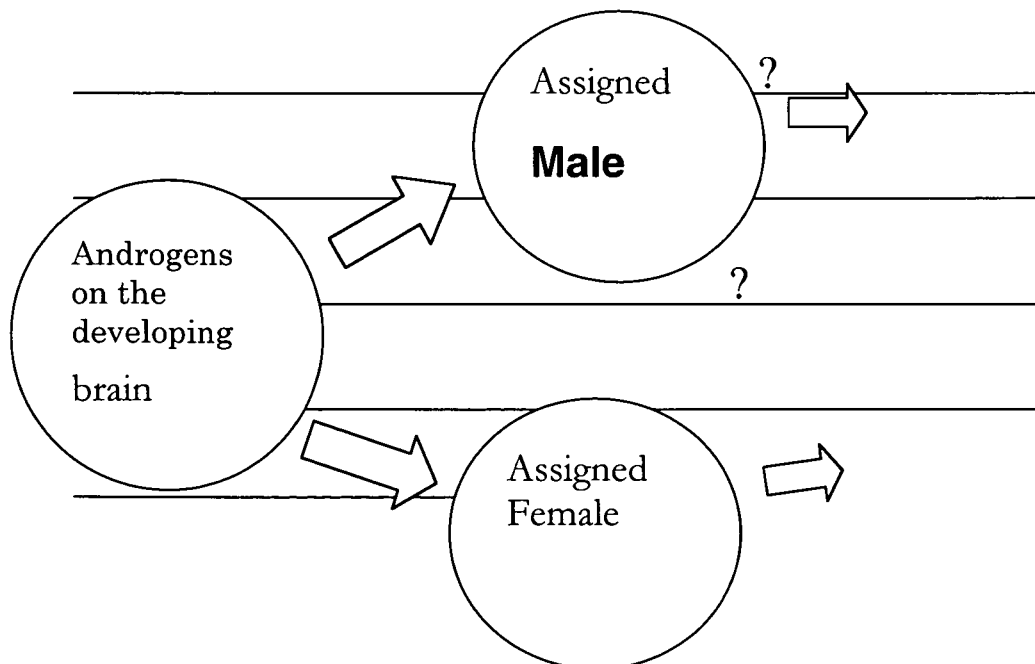 Assigned
Male
?
Androgens
on the
developing
brain
?
Assigned
Female